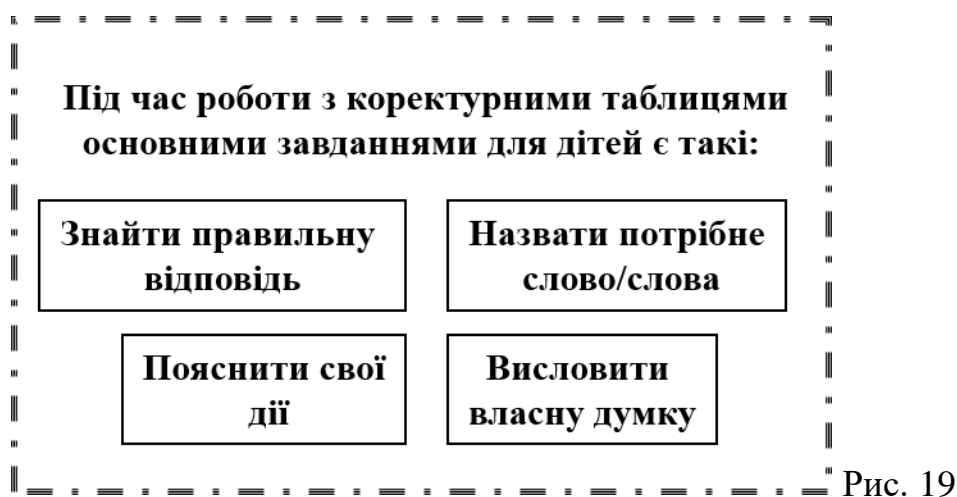 Під час роботи з коректурними таблицями
основними завданнями для дітей є такі:
Знайти правильну
відповідь
Назвати потрібне
слово/слова
Пояснити свої
дії
Висловити
власну думку
Рис. 19